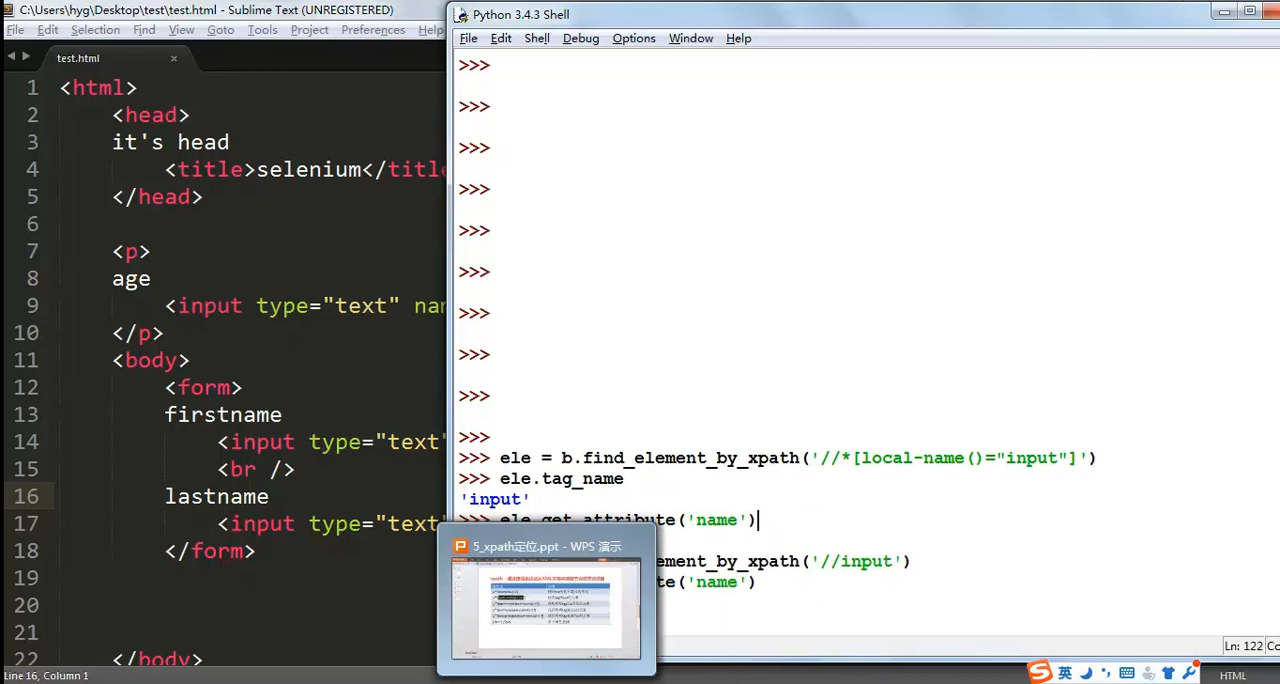 C:\Users\hyg\Desktop\test\test.html - Sublime Text (UNREGISTERED)
File Edit Selection Find View Goto Tools Project Preferences Help
test.html
1 <html>
2 <head>
3 it's head
4 <title>selenium</title
5 </head>
6
7 <p>
8 age
9 <input type="text" nam
10 </p>
11 <body>
12 <form>
13 firstname
14 <input type="text"
15 <br />
16 lastname
17 <input type="text"
18 </form>
19
20
21
22 </body>
Line 16, Column 1
Python 3.4.3 Shell
File Edit Shell Debug Options Window Help
>>>
>>>
>>>
>>>
>>>
>>>
>>>
>>>
>>>
>>>
>>> ele = b.find_element_by_xpath('//*[local-name()="input"]')
>>> ele.tag_name
'input'
>>> ele.get_attribute('name')
ement_by_xpath('//input')
bute('name')
5_xpath定位.ppt - WPS 演示
Ln: 122 Co
英
HTML